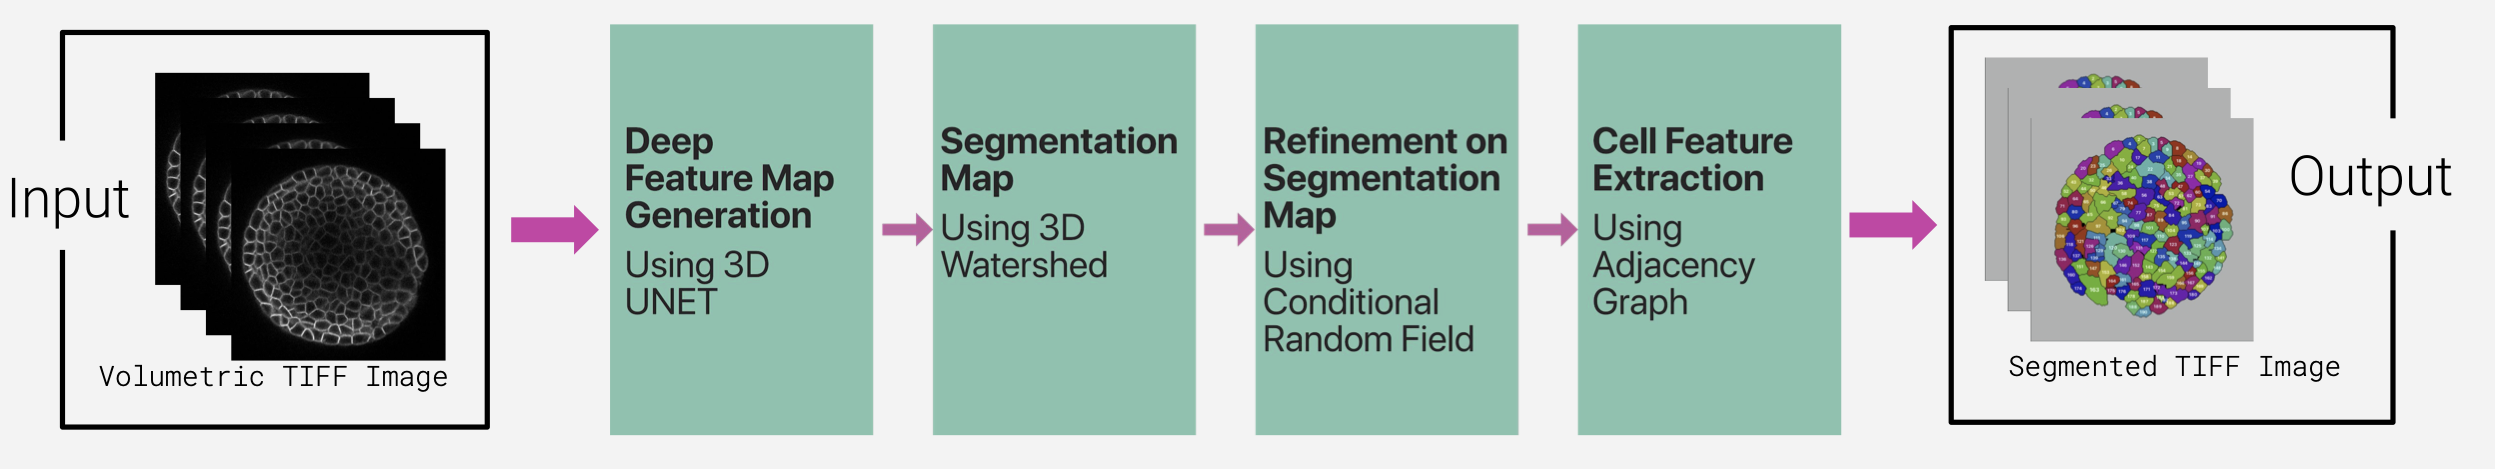 Input
Volumetric TIFF Image
Deep
Feature Map
Generation
Using 3D
UNET
Segmentation
Map
Using 3D
Watershed
Refinement on
Segmentation
Map
Using
Conditional
Random Field
Cell Feature
Extraction
Using
Adjacency
Graph
Output
Segmented TIFF Image